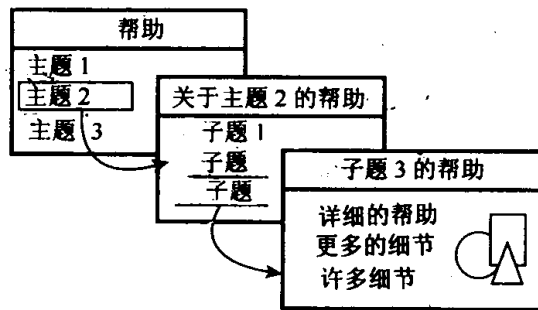 帮助
主题 1
主题 2
主题 3
关于主题 2 的帮助
子题 1
子题
子题
子题 3 的帮助
详细的帮助
更多的细节
许多细节